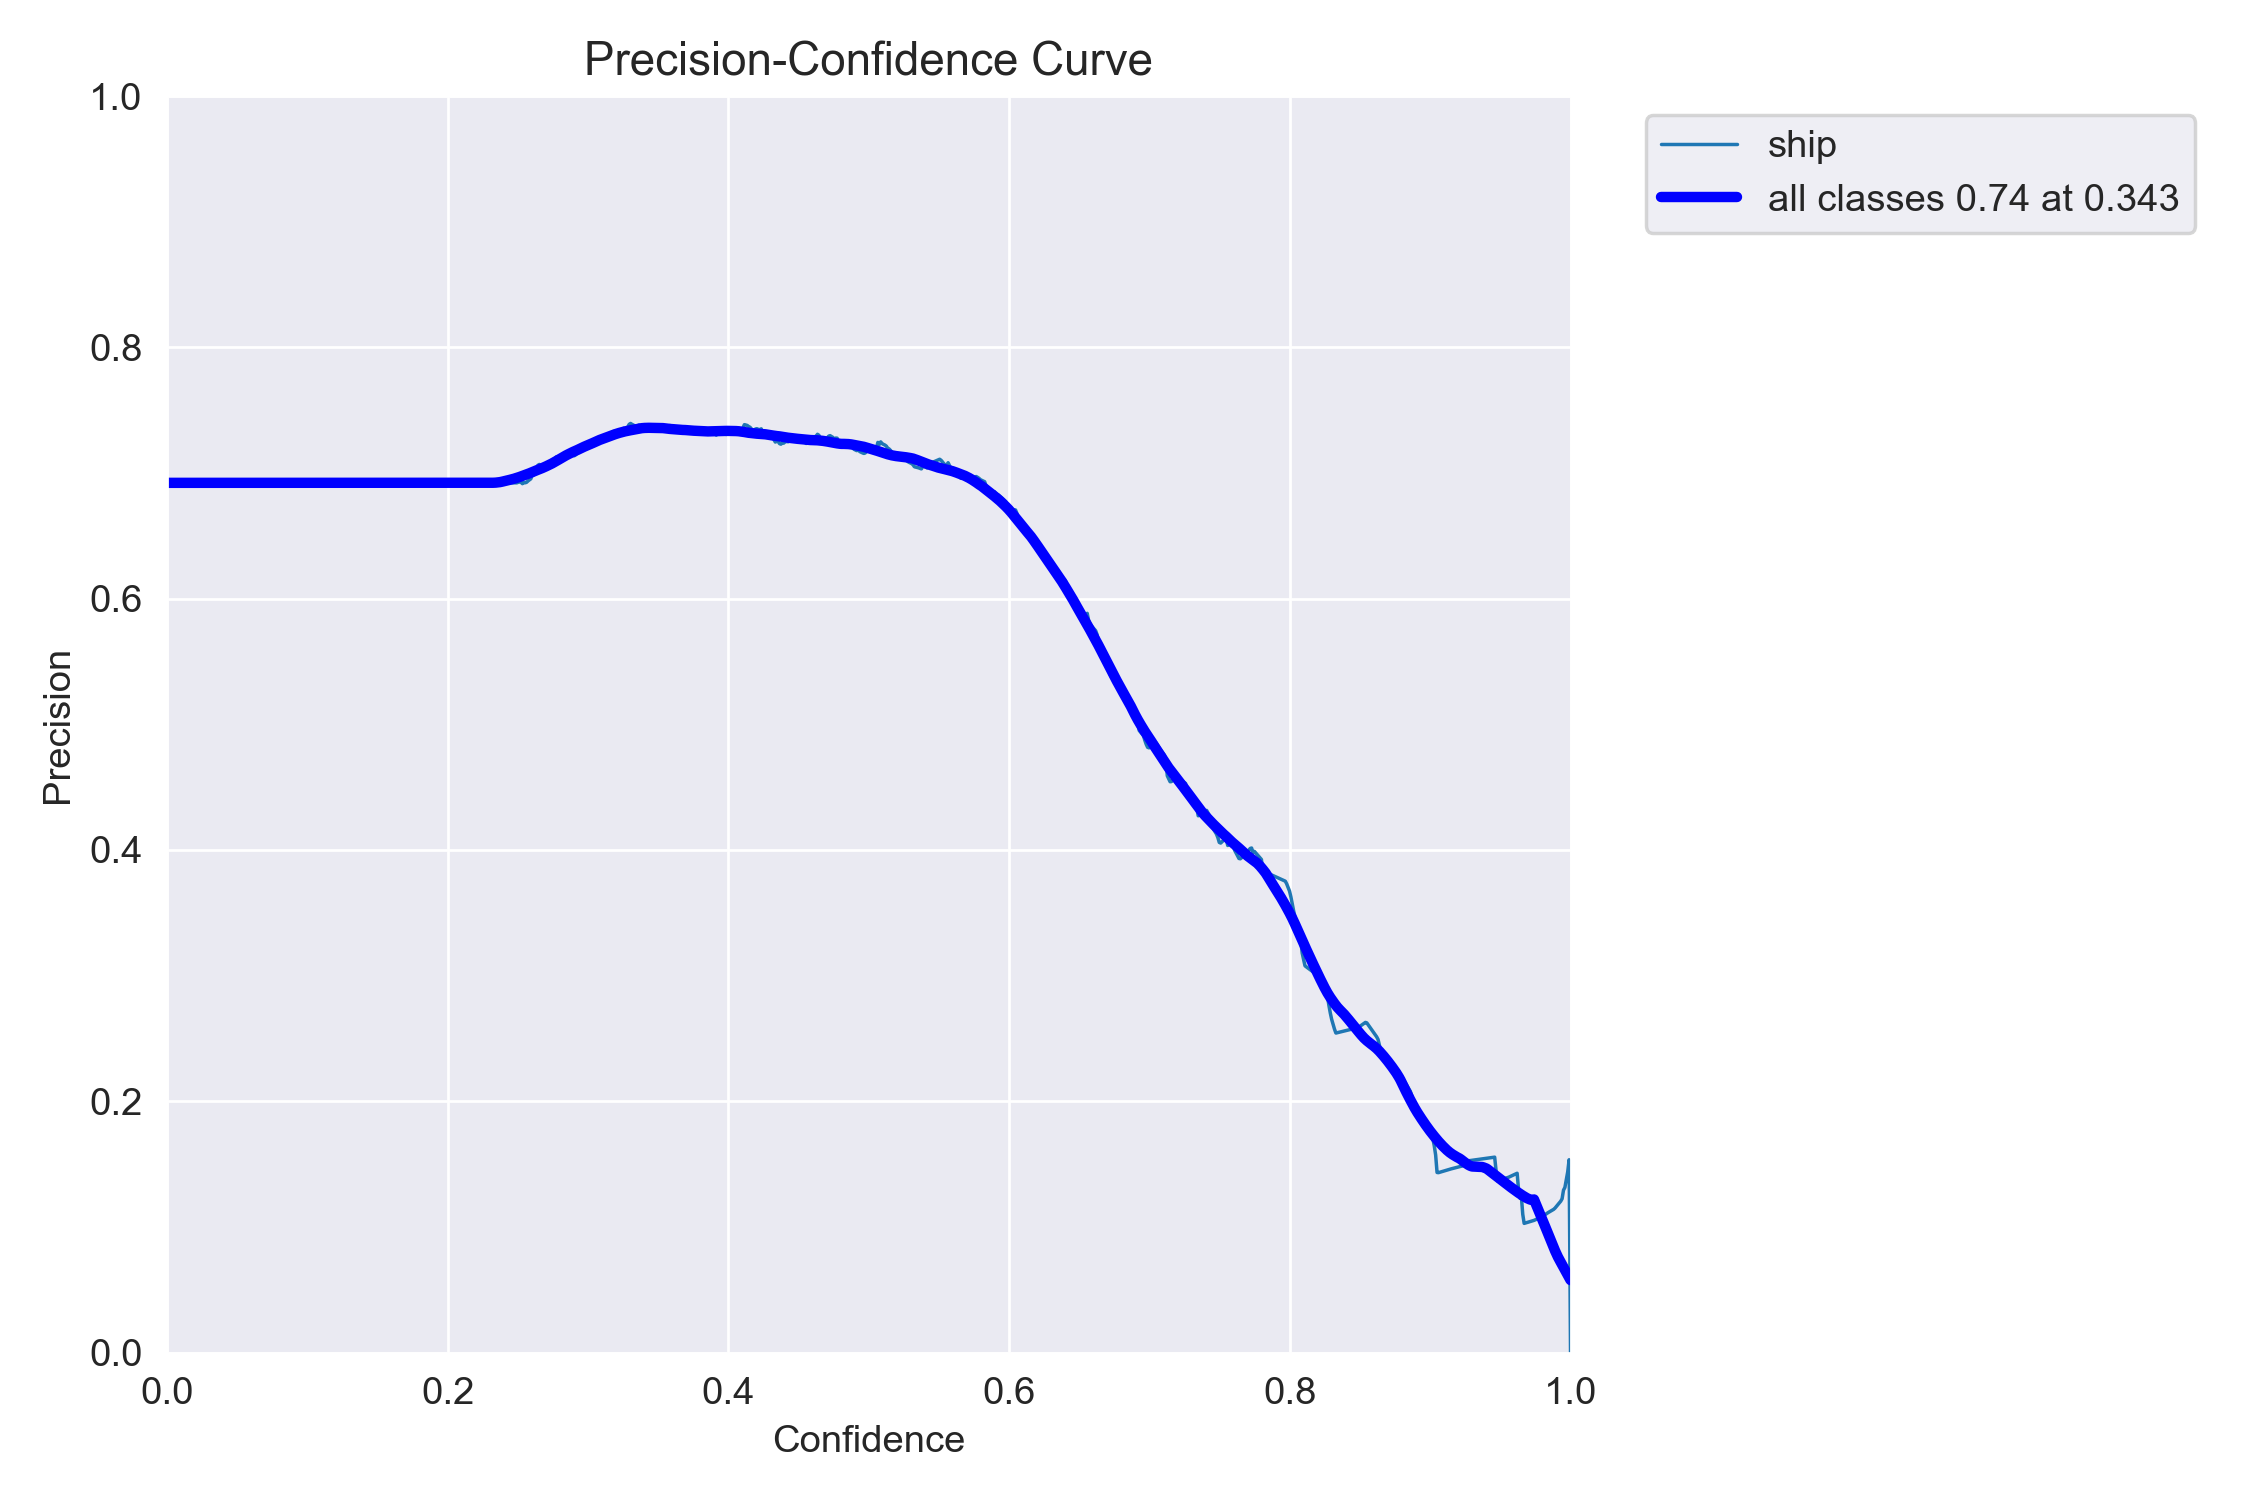 Precision-Confidence Curve
1.0
0.8
0.6
0.4
0.2
0.0
Precision
0.0 0.2 0.4 0.6 0.8 1.0
Confidence
ship
all classes 0.74 at 0.343